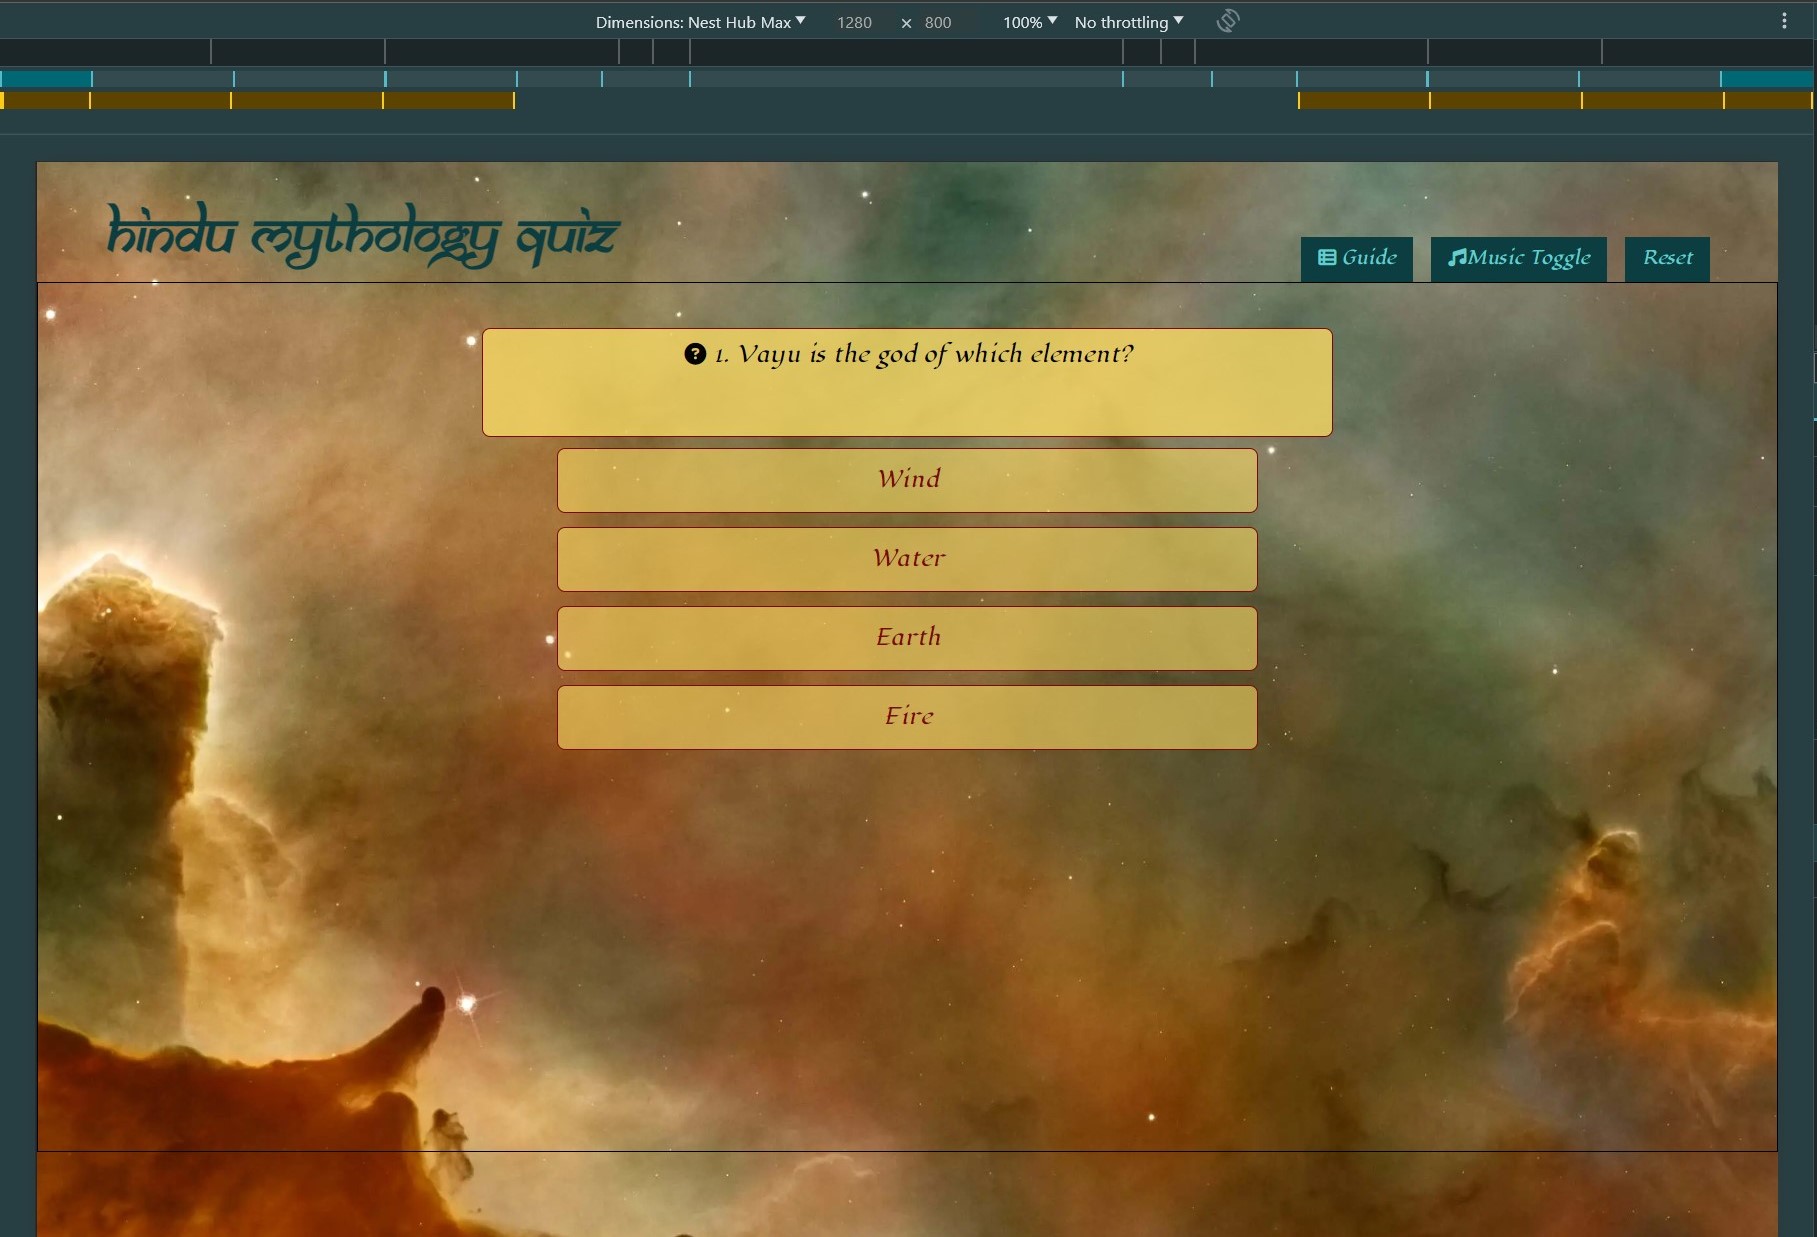 Dimensions: Nest Hub Max 1280 × 800 100% No throttling
Hindu Mythology Quiz
Guide Music Toggle Reset
? 1. Vayu is the god of which element?
Wind
Water
Earth
Fire